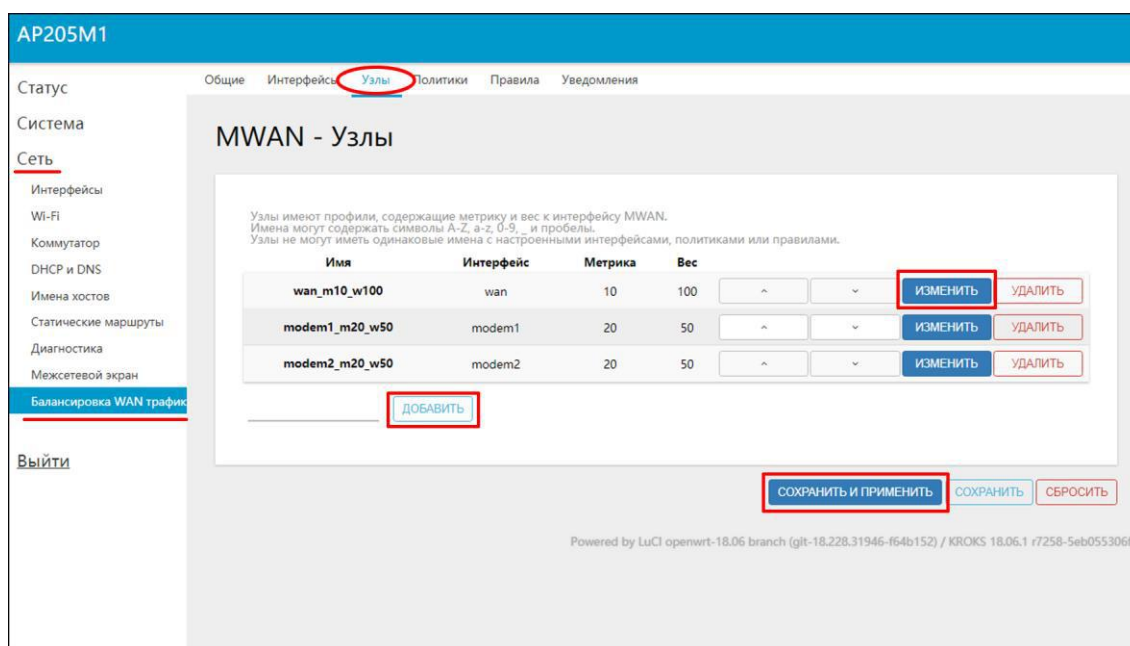 AP205M1
Статус
Система
Сеть
Интерфейсы
Wi-Fi
Коммутатор
DHCP и DNS
Имена хостов
Статические маршруты
Диагностика
Межсетевой экран
Балансировка WAN трафик
Выйти
Общие Интерфейсы Узлы Политики Правила Уведомления
MWAN - Узлы
Узлы имеют профили, содержащие метрику и вес к интерфейсу MWAN.
Имена могут содержать символы A-Z, a-z, 0-9, _ и пробелы.
Узлы не могут иметь одинаковые имена с настроенными интерфейсами, политиками или правилами.
Имя Интерфейс Метрика Вес
wan_m10_w100 wan 10 100 ИЗМЕНИТЬ УДАЛИТЬ
modem1_m20_w50 modem1 20 50 ИЗМЕНИТЬ УДАЛИТЬ
modem2_m20_w50 modem2 20 50 ИЗМЕНИТЬ УДАЛИТЬ
ДОБАВИТЬ
СОХРАНИТЬ И ПРИМЕНИТЬ СОХРАНИТЬ СБРОСИТЬ
Powered by LuCI openwrt-18.06 branch (git-18.228.31946-f64b152) / KROKS 18.06.1 r7258-5eb055306f